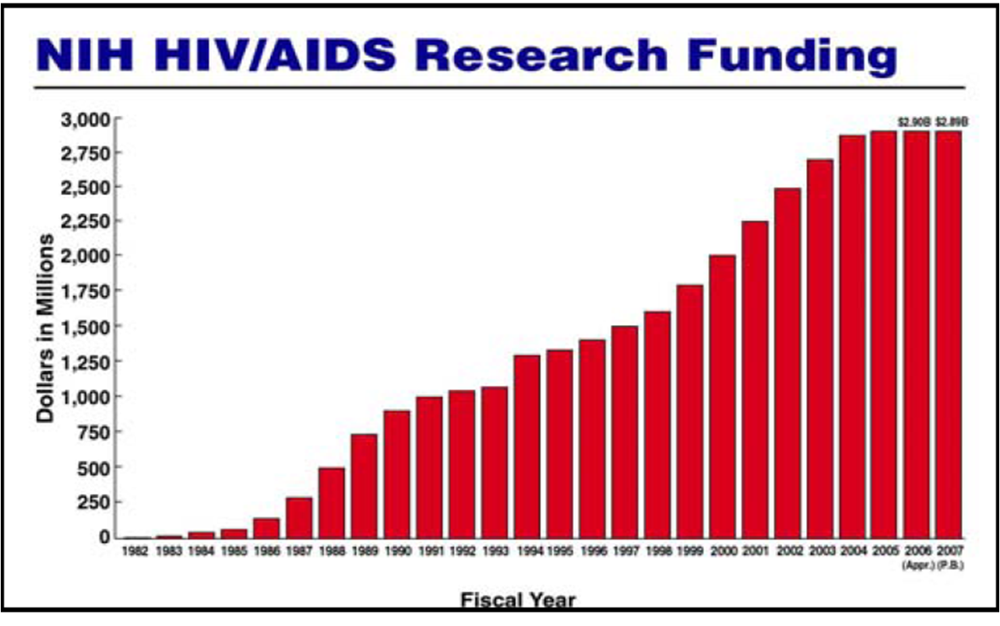 NIH HIV/AIDS Research Funding
$2.90B $2.89B
3,000
2,750
2,500
2,250
2,000
1,750
1,500
1,250
1,000
750
500
250
0
Dollars in Millions
1982 1983 1984 1985 1986 1987 1988 1989 1990 1991 1992 1993 1994 1995 1996 1997 1998 1999 2000 2001 2002 2003 2004 2005 2006 2007
(Appr.) (P.B.)
Fiscal Year